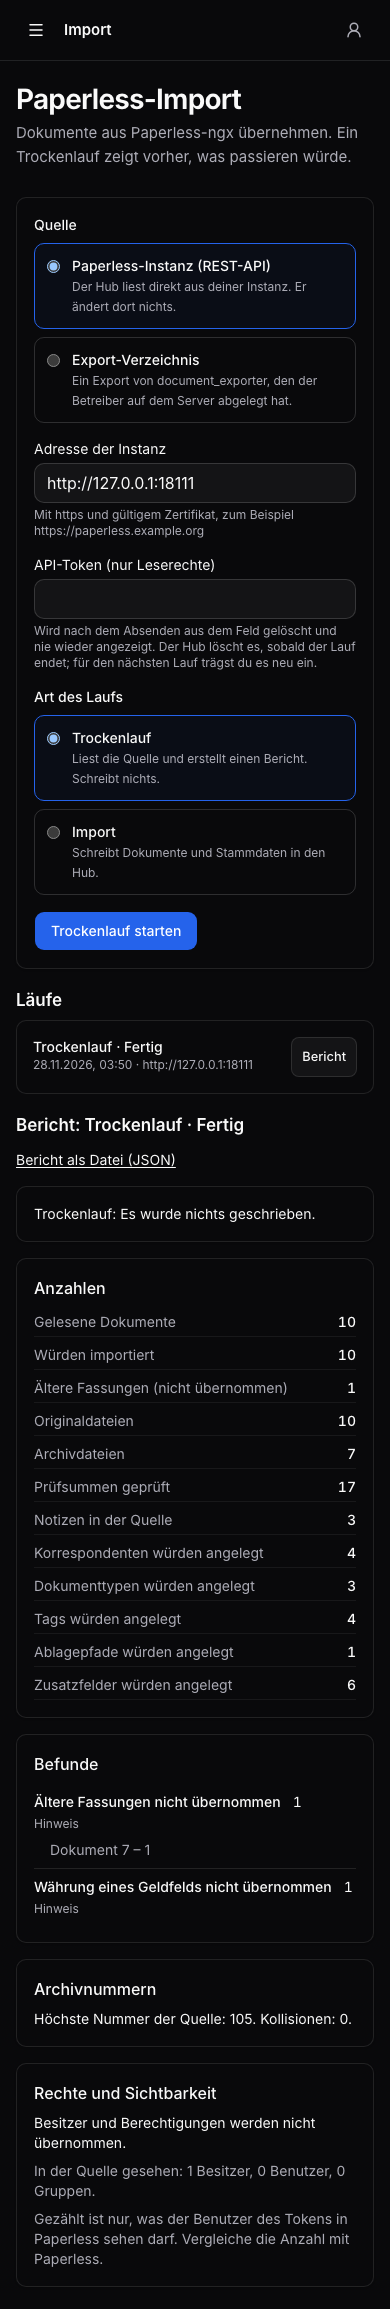 Import
Paperless-Import
Dokumente aus Paperless-ngx übernehmen. Ein
Trockenlauf zeigt vorher, was passieren würde.
Quelle
Paperless-Instanz (REST-API)
Der Hub liest direkt aus deiner Instanz. Er
ändert dort nichts.
Export-Verzeichnis
Ein Export von document_exporter, den der
Betreiber auf dem Server abgelegt hat.
Adresse der Instanz
http://127.0.0.1:18111
Mit https und gültigem Zertifikat, zum Beispiel
https://paperless.example.org
API-Token (nur Leserechte)
Wird nach dem Absenden aus dem Feld gelöscht und
nie wieder angezeigt. Der Hub löscht es, sobald der Lauf
endet; für den nächsten Lauf trägst du es neu ein.
Art des Laufs
Trockenlauf
Liest die Quelle und erstellt einen Bericht.
Schreibt nichts.
Import
Schreibt Dokumente und Stammdaten in den
Hub.
Trockenlauf starten
Läufe
Trockenlauf · Fertig
28.11.2026, 03:50 · http://127.0.0.1:18111
Bericht
Bericht: Trockenlauf · Fertig
Bericht als Datei (JSON)
Trockenlauf: Es wurde nichts geschrieben.
Anzahlen
Gelesene Dokumente 10
Würden importiert 10
Ältere Fassungen (nicht übernommen) 1
Originaldateien 10
Archivdateien 7
Prüfsummen geprüft 17
Notizen in der Quelle 3
Korrespondenten würden angelegt 4
Dokumenttypen würden angelegt 3
Tags würden angelegt 4
Ablagepfade würden angelegt 1
Zusatzfelder würden angelegt 6
Befunde
Ältere Fassungen nicht übernommen 1
Hinweis
Dokument 7 – 1
Währung eines Geldfelds nicht übernommen 1
Hinweis
Archivnummern
Höchste Nummer der Quelle: 105. Kollisionen: 0.
Rechte und Sichtbarkeit
Besitzer und Berechtigungen werden nicht
übernommen.
In der Quelle gesehen: 1 Besitzer, 0 Benutzer, 0
Gruppen.
Gezählt ist nur, was der Benutzer des Tokens in
Paperless sehen darf. Vergleiche die Anzahl mit
Paperless.